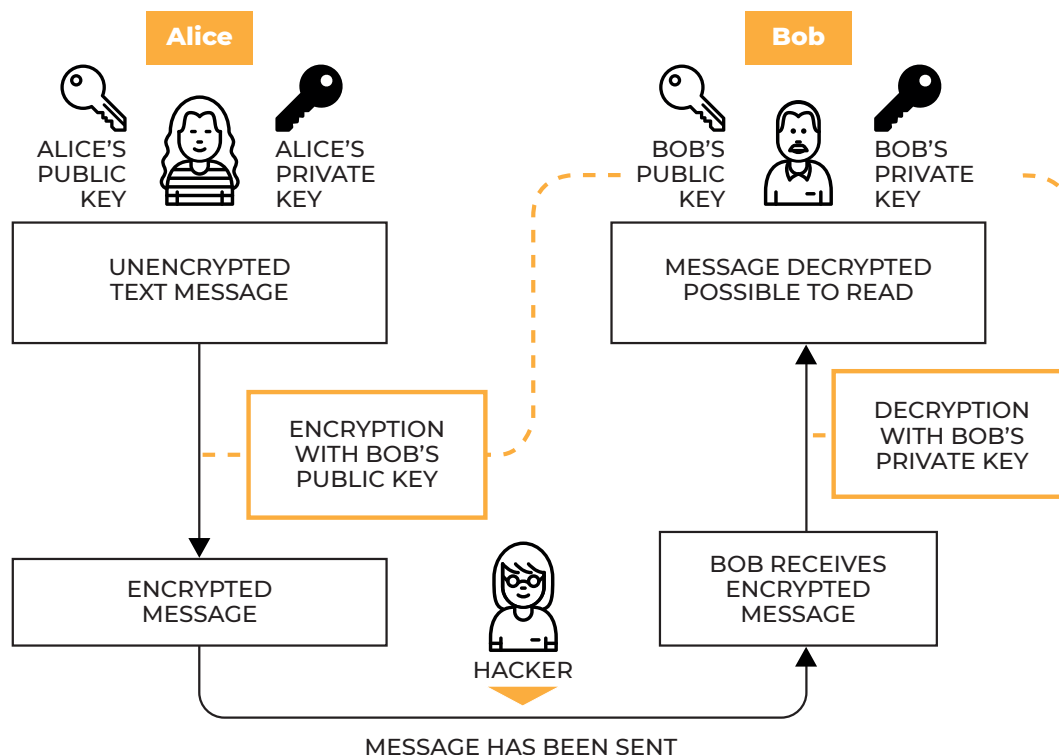 Alice
ALICE'S
PUBLIC
KEY
ALICE'S
PRIVATE
KEY
UNENCRYPTED
TEXT MESSAGE
ENCRYPTION
WITH BOB'S
PUBLIC KEY
ENCRYPTED
MESSAGE
HACKER
MESSAGE HAS BEEN SENT
Bob
BOB'S
PUBLIC
KEY
BOB'S
PRIVATE
KEY
MESSAGE DECRYPTED
POSSIBLE TO READ
DECRYPTION
WITH BOB'S
PRIVATE KEY
BOB RECEIVES
ENCRYPTED
MESSAGE